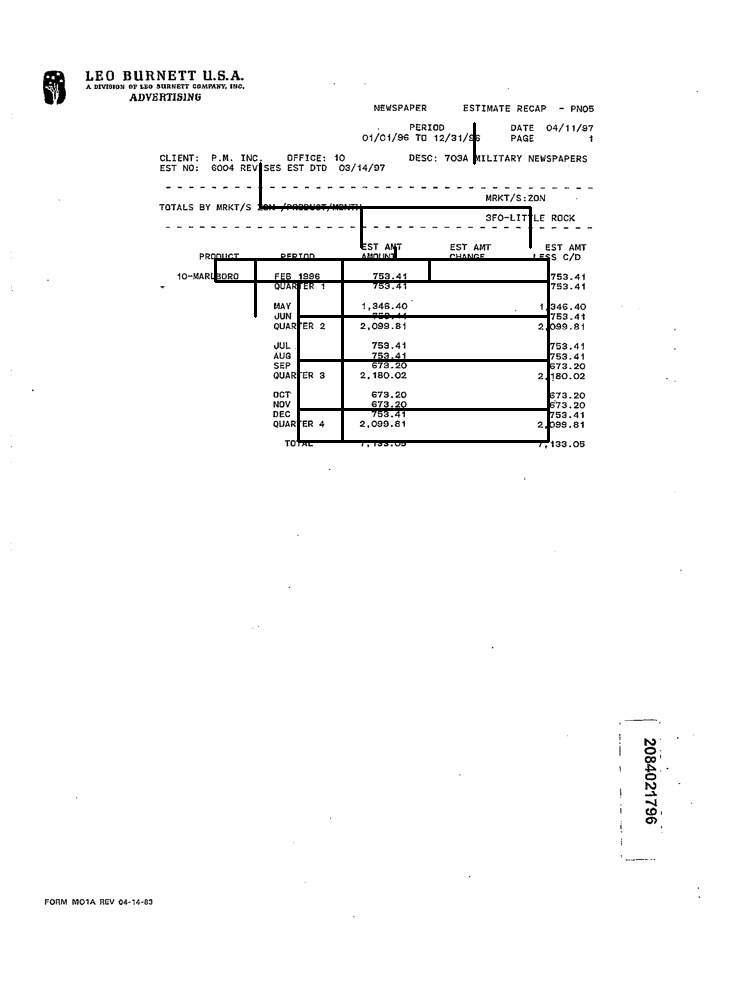 LEO BURNETT U.S.A.
A DIVISION OF LEO BURNETT COMPANY, INC.
ADVERTISING
NEWSPAPER ESTIMATE RECAP - PN05
PERIOD DATE 04/11/97
01/01/96 TO 12/31/96 PAGE 1
CLIENT: P.M. INC. OFFICE: 10 DESC: 703A MILITARY NEWSPAPERS
EST NO: 6004 REVISES EST DTD 03/14/97
MRKT/S:ZON
TOTALS BY MRKT/S ZON /PRODUCT/MONTH
3FO-LITTLE ROCK
EST AMT EST AMT EST AMT
PRODUCT PERIOD AMOUNT CHANGE LESS C/D
10-MARLBORO FEB 1996 753.41 753.41
QUARTER 1 753.41 753.41
MAY 1,346.40 1,346.40
JUN 753.41 753.41
QUARTER 2 2,099.81 2,099.81
JUL 753.41 753.41
AUG 753.41 753.41
SEP 673.20 673.20
QUARTER 3 2,180.02 2,180.02
OCT 673.20 673.20
NOV 673.20 673.20
DEC 753.41 753.41
QUARTER 4 2,099.81 2,099.81
TOTAL 7,133.05 7,133.05
2084021796
FORM MO1A REV 04-14-83